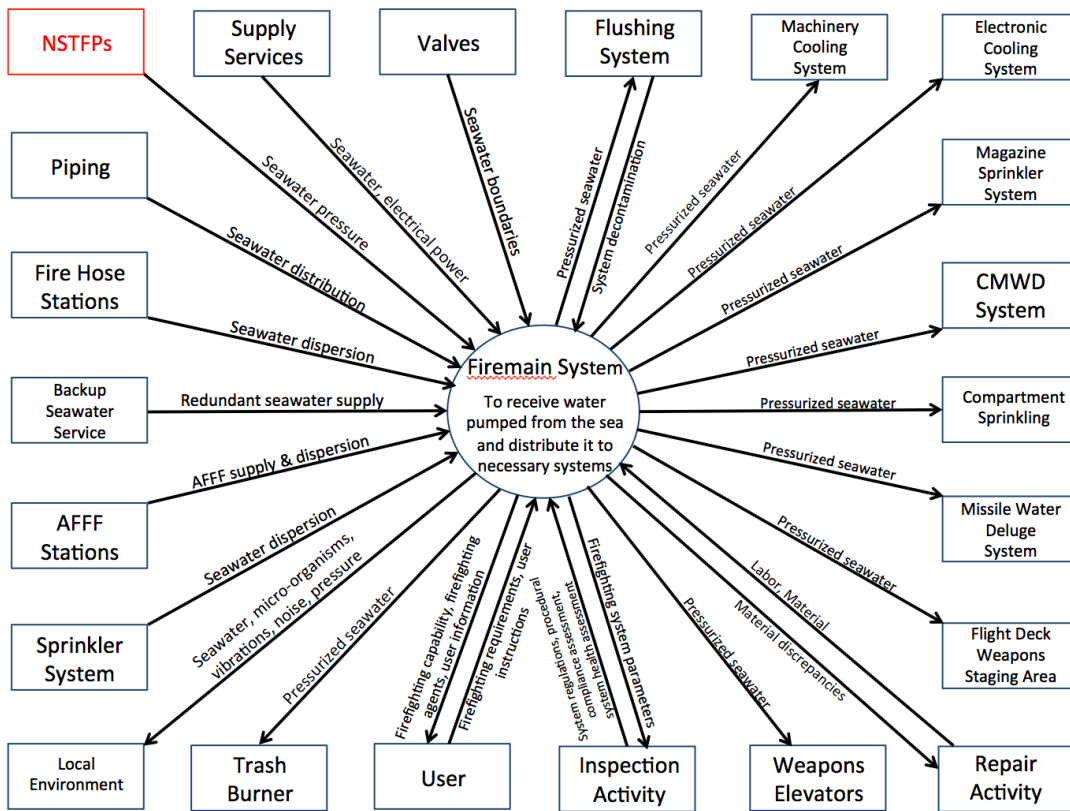 NSTFPs
Supply
Services
Valves
Flushing
System
Machinery
Cooling
System
Electronic
Cooling
System
Piping
Magazine
Sprinkler
System
Fire Hose
Stations
CMWD
System
Backup
Seawater
Service
Compartment
Sprinkling
AFFF
Stations
Missile Water
Deluge
System
Sprinkler
System
Flight Deck
Weapons
Staging Area
Local
Environment
Trash
Burner
User
Inspection
Activity
Weapons
Elevators
Repair
Activity
Firemain System
To receive water
pumped from the sea
and distribute it to
necessary systems
Seawater pressure
Seawater, electrical power
Seawater boundaries
Pressurized seawater
System decontamination
Pressurized seawater
Pressurized seawater
Pressurized seawater
Seawater distribution
Seawater dispersion
Redundant seawater supply
AFFF supply & dispersion
Seawater dispersion
Seawater, micro-organisms,
vibrations, noise, pressure
Pressurized seawater
Firefighting capability, firefighting
agents, user information
Firefighting requirements, user
instructions
System regulations, procedural
compliance assessment,
system health assessment
Firefighting system parameters
Pressurized seawater
Material discrepancies
Labor, Material
Pressurized seawater
Pressurized seawater
Pressurized seawater
Pressurized seawater